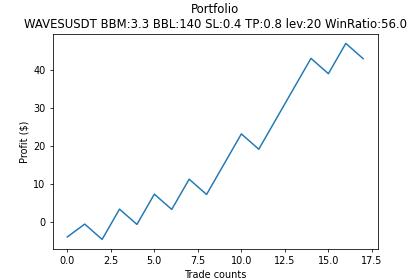 Portfolio
WAVESUSDT BBM:3.3 BBL:140 SL:0.4 TP:0.8 lev:20 WinRatio:56.0
Profit ($)
40
30
20
10
0
0.0 2.5 5.0 7.5 10.0 12.5 15.0 17.5
Trade counts